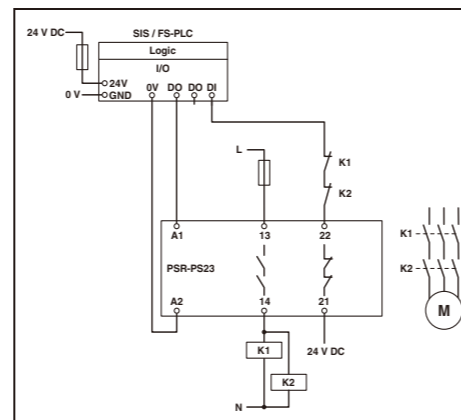 24 V DC
SIS / FS-PLC
Logic
I/O
24V
0 V
GND
0V DO DO DI
L
K1
K2
A1 13 22
PSR-PS23
K1
K2
M
A2 14 21
K1
24 V DC
K2
N